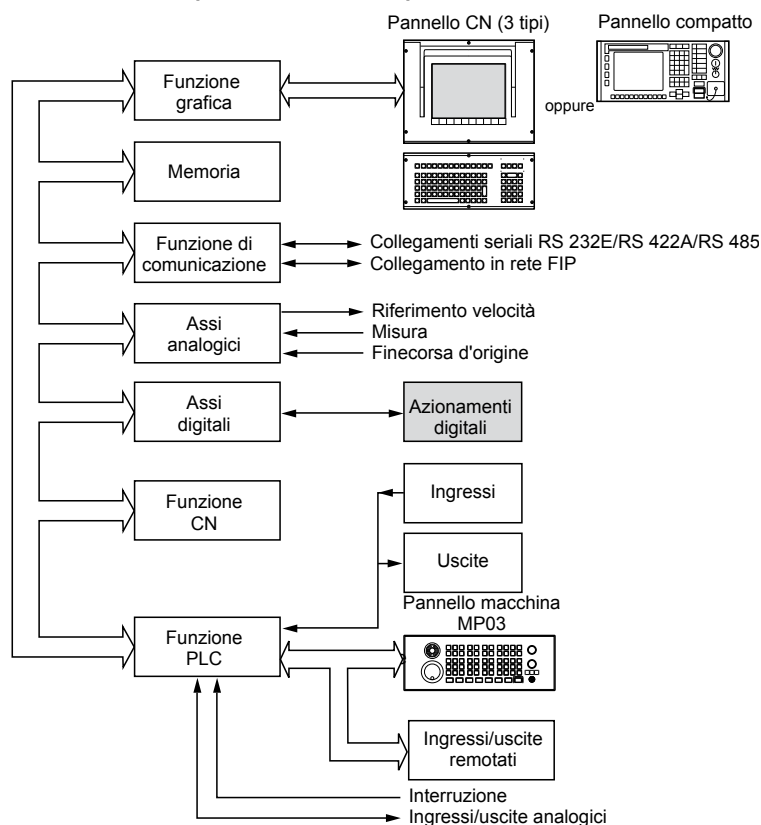 Pannello CN (3 tipi)
Pannello compatto
Funzione
grafica
oppure
Memoria
Funzione di
comunicazione
Collegamenti seriali RS 232E/RS 422A/RS 485
Collegamento in rete FIP
Assi
analogici
Riferimento velocità
Misura
Finecorsa d'origine
Assi
digitali
Azionamenti
digitali
Funzione
CN
Ingressi
Uscite
Pannello macchina
MP03
Funzione
PLC
Ingressi/uscite
remotati
Interruzione
Ingressi/uscite analogici